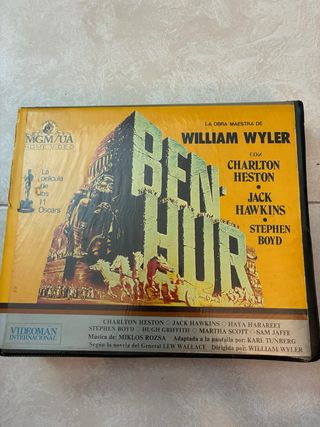 MGM/UA
HOME VIDEO
LA OBRA MAESTRA DE
WILLIAM WYLER
CON
CHARLTON
HESTON •
JACK
HAWKINS •
STEPHEN
BOYD
La
película
de
los
11
Oscars
BEN-
HUR
VIDEOMAN
INTERNACIONAL
CHARLTON HESTON ○ JACK HAWKINS ○ HAYA HARAREET
STEPHEN BOYD ○ HUGH GRIFFITH ○ MARTHA SCOTT ○ SAM JAFFE
Música de: MIKLOS ROZSA Adaptada a la pantalla por: KARL TUNBERG
Según la novela del General LEW WALLACE Dirigida por: WILLIAM WYLER